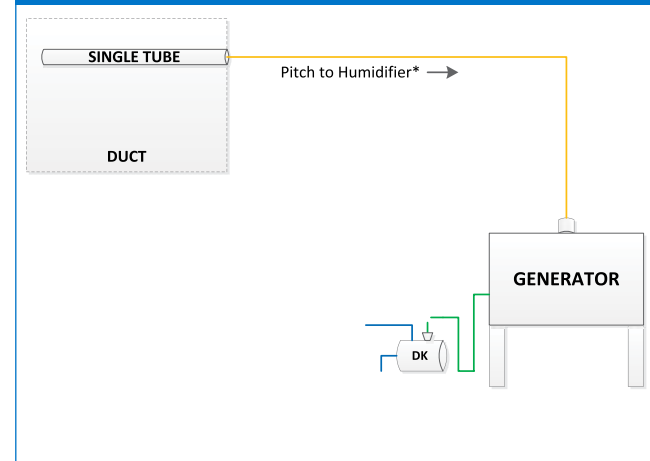 SINGLE TUBE
Pitch to Humidifier*
DUCT
GENERATOR
DK